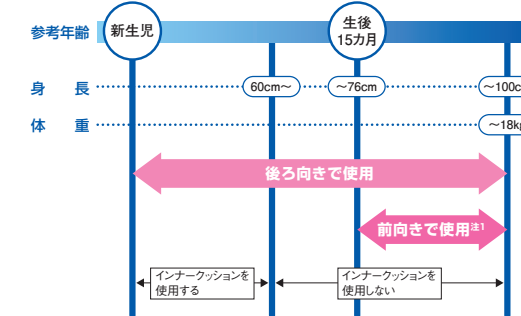 参考年齢 新生児 生後
15カ月
身 長 60cm～ ～76cm ～100c
体 重 ～18kg
後ろ向きで使用
前向きで使用注1
インナークッションを
使用する
インナークッションを
使用しない